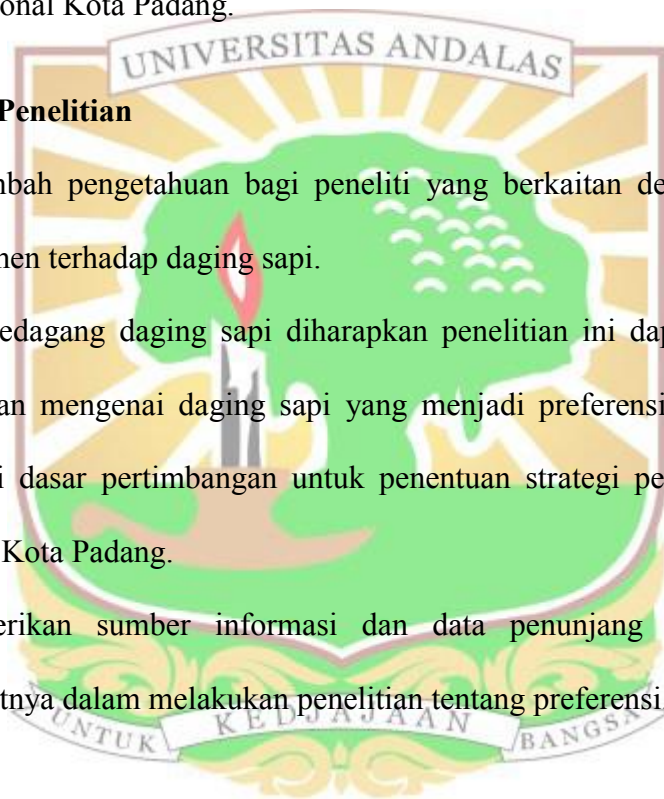 onal Kota Padang.
UNIVERSITAS ANDALAS
Penelitian
mbah pengetahuan bagi peneliti yang berkaitan de
nen terhadap daging sapi.
edagang daging sapi diharapkan penelitian ini dap
an mengenai daging sapi yang menjadi preferensi
i dasar pertimbangan untuk penentuan strategi pe
Kota Padang.
erikan sumber informasi dan data penunjang
tnya dalam melakukan penelitian tentang preferensi
UNTUK KEDJAJAAN BANGSA